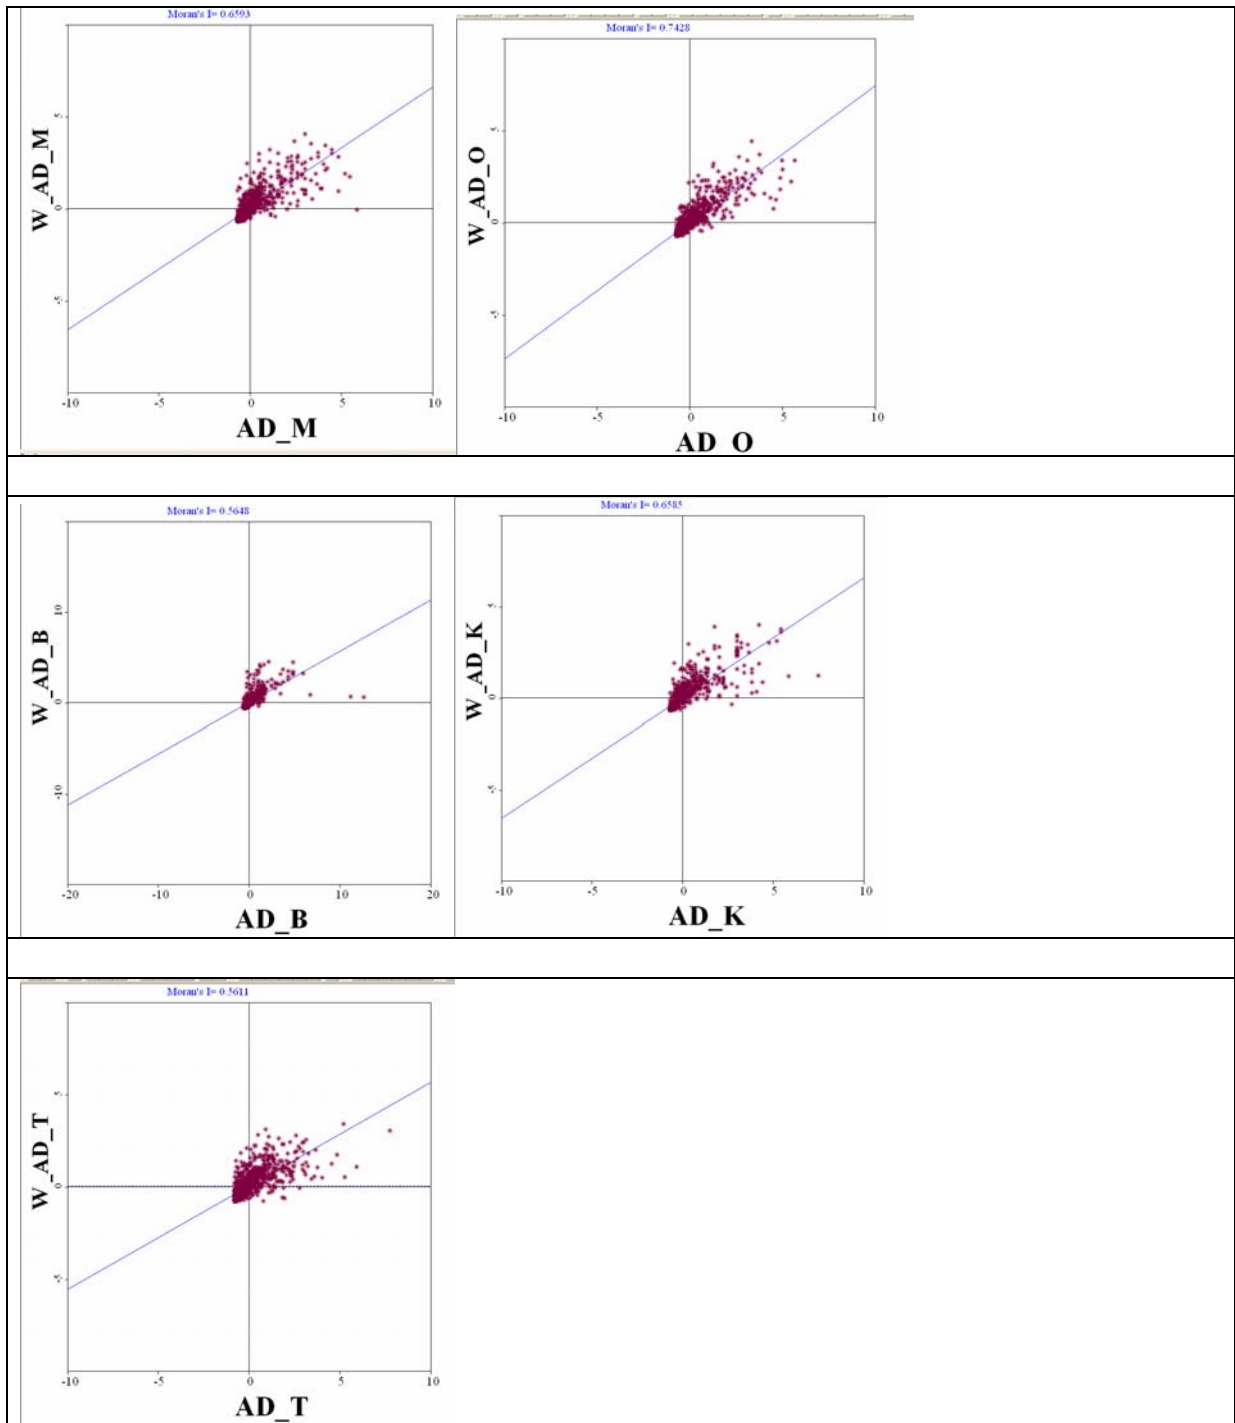 Moran's I= 0.6593
W_AD_M
5
0
-5
-10 -5 0 5 10
AD_M
Moran's I= 0.7428
W_AD_O
5
0
-5
-10 -5 0 5 10
AD_O
Moran's I= 0.5648
W_AD_B
10
0
-10
-20 -10 0 10 20
AD_B
Moran's I= 0.6585
W_AD_K
5
0
-5
-10 -5 0 5 10
AD_K
Moran's I= 0.5611
W_AD_T
5
0
-5
-10 -5 0 5 10
AD_T